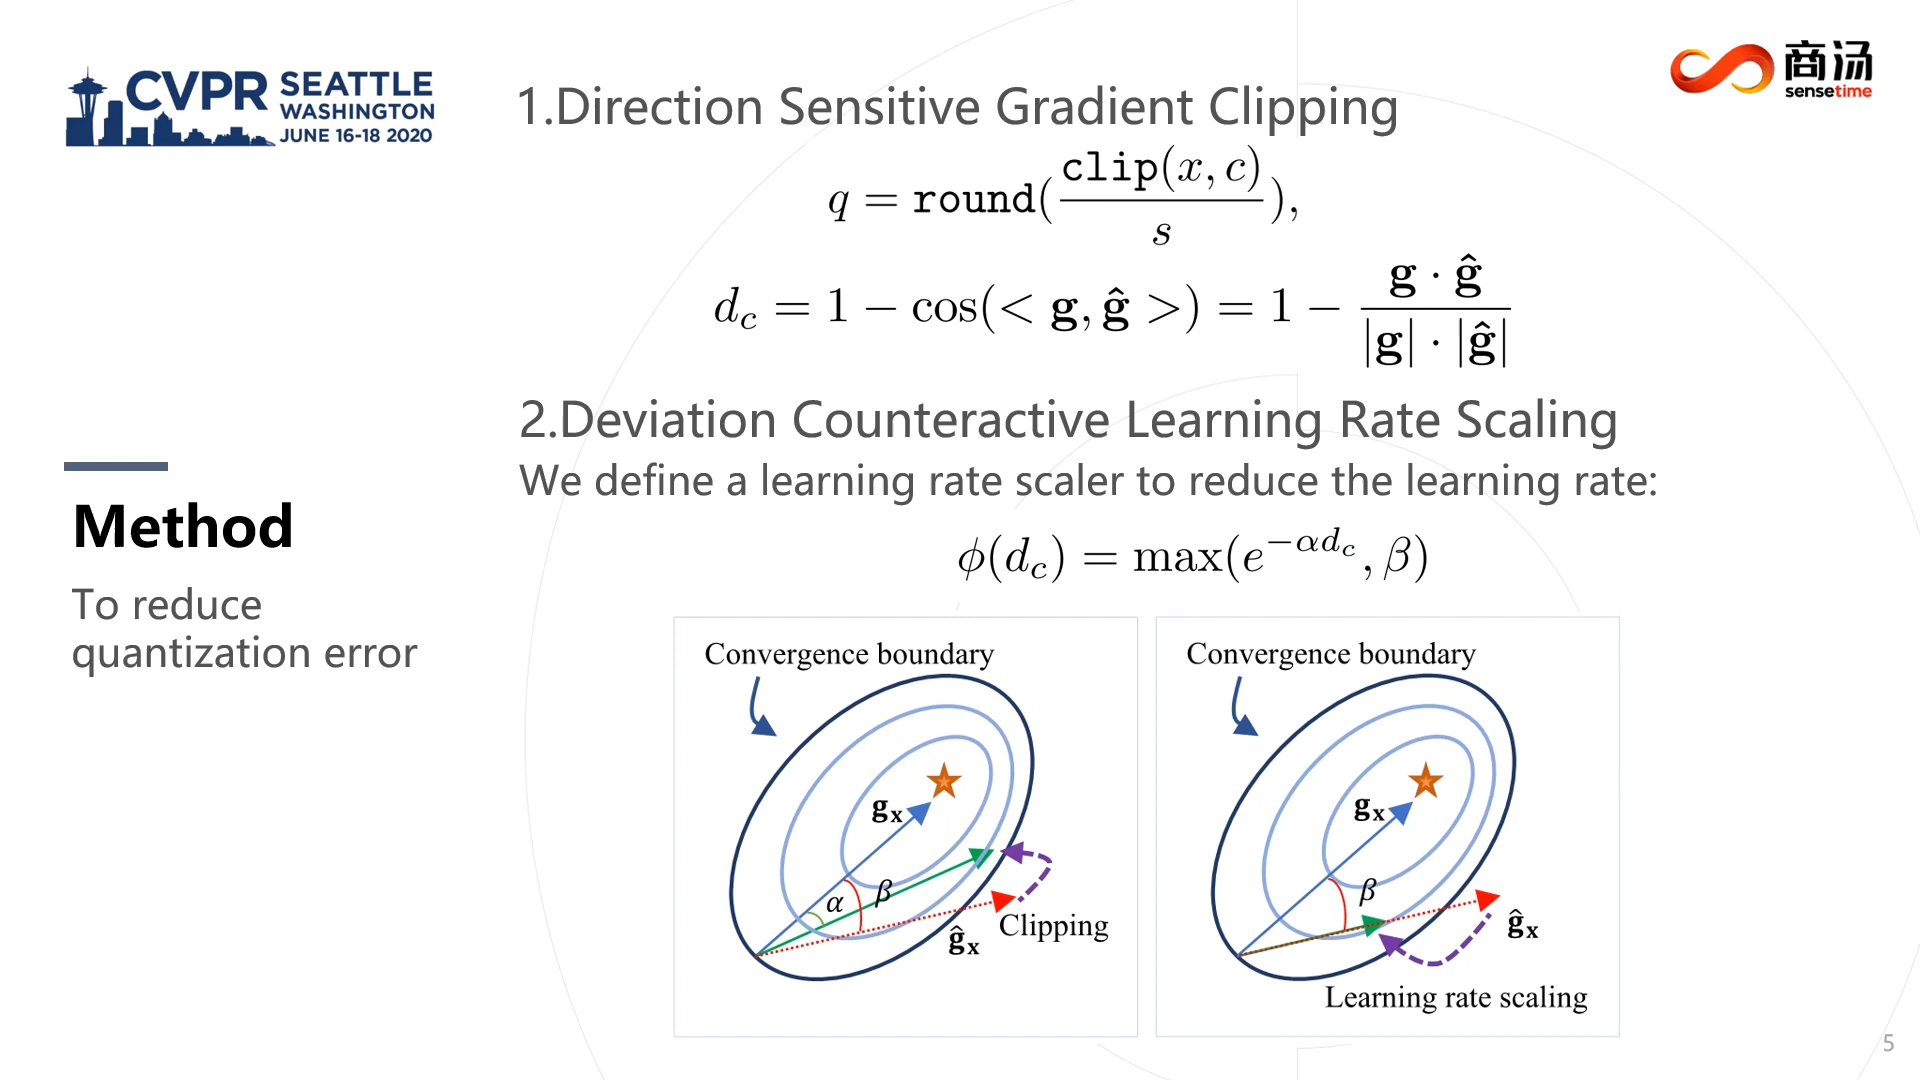 CVPR SEATTLE
WASHINGTON
JUNE 16-18 2020
商汤
sensetime
1.Direction Sensitive Gradient Clipping
q = round(clip(x, c) / s),
d_c = 1 − cos(< g, ĝ >) = 1 − g · ĝ / |g| · |ĝ|
2.Deviation Counteractive Learning Rate Scaling
We define a learning rate scaler to reduce the learning rate:
ϕ(d_c) = max(e^{−αd_c}, β)
Method
To reduce
quantization error
Convergence boundary
g_x
α
β
ĝ_x
Clipping
Convergence boundary
g_x
β
ĝ_x
Learning rate scaling
5